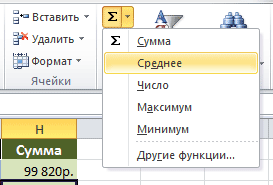 Вставить
Удалить
Формат
Ячейки
Σ
Σ Сумма
Среднее
Число
Максимум
Минимум
Другие функции...
H
Сумма
99 820р.